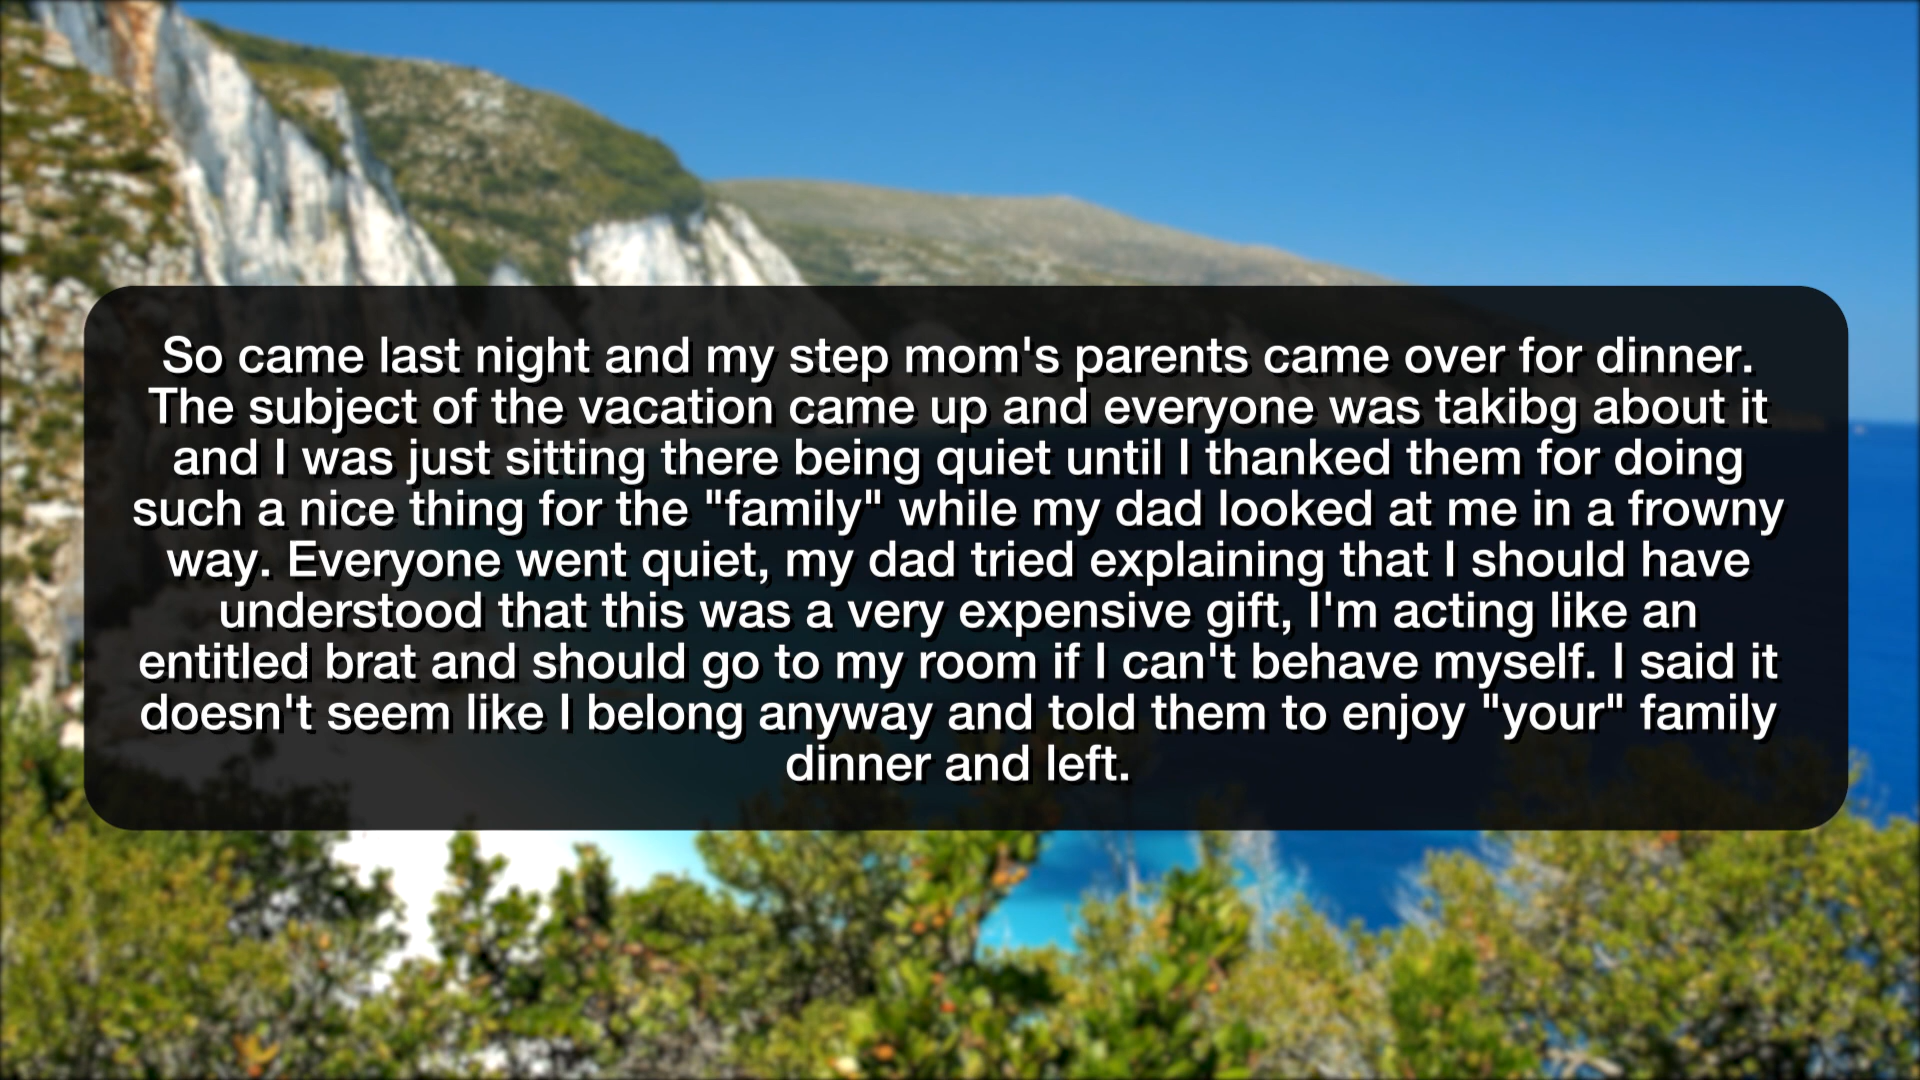 So came last night and my step mom's parents came over for dinner.
The subject of the vacation came up and everyone was takibg about it
and I was just sitting there being quiet until I thanked them for doing
such a nice thing for the "family" while my dad looked at me in a frowny
way. Everyone went quiet, my dad tried explaining that I should have
understood that this was a very expensive gift, I'm acting like an
entitled brat and should go to my room if I can't behave myself. I said it
doesn't seem like I belong anyway and told them to enjoy "your" family
dinner and left.